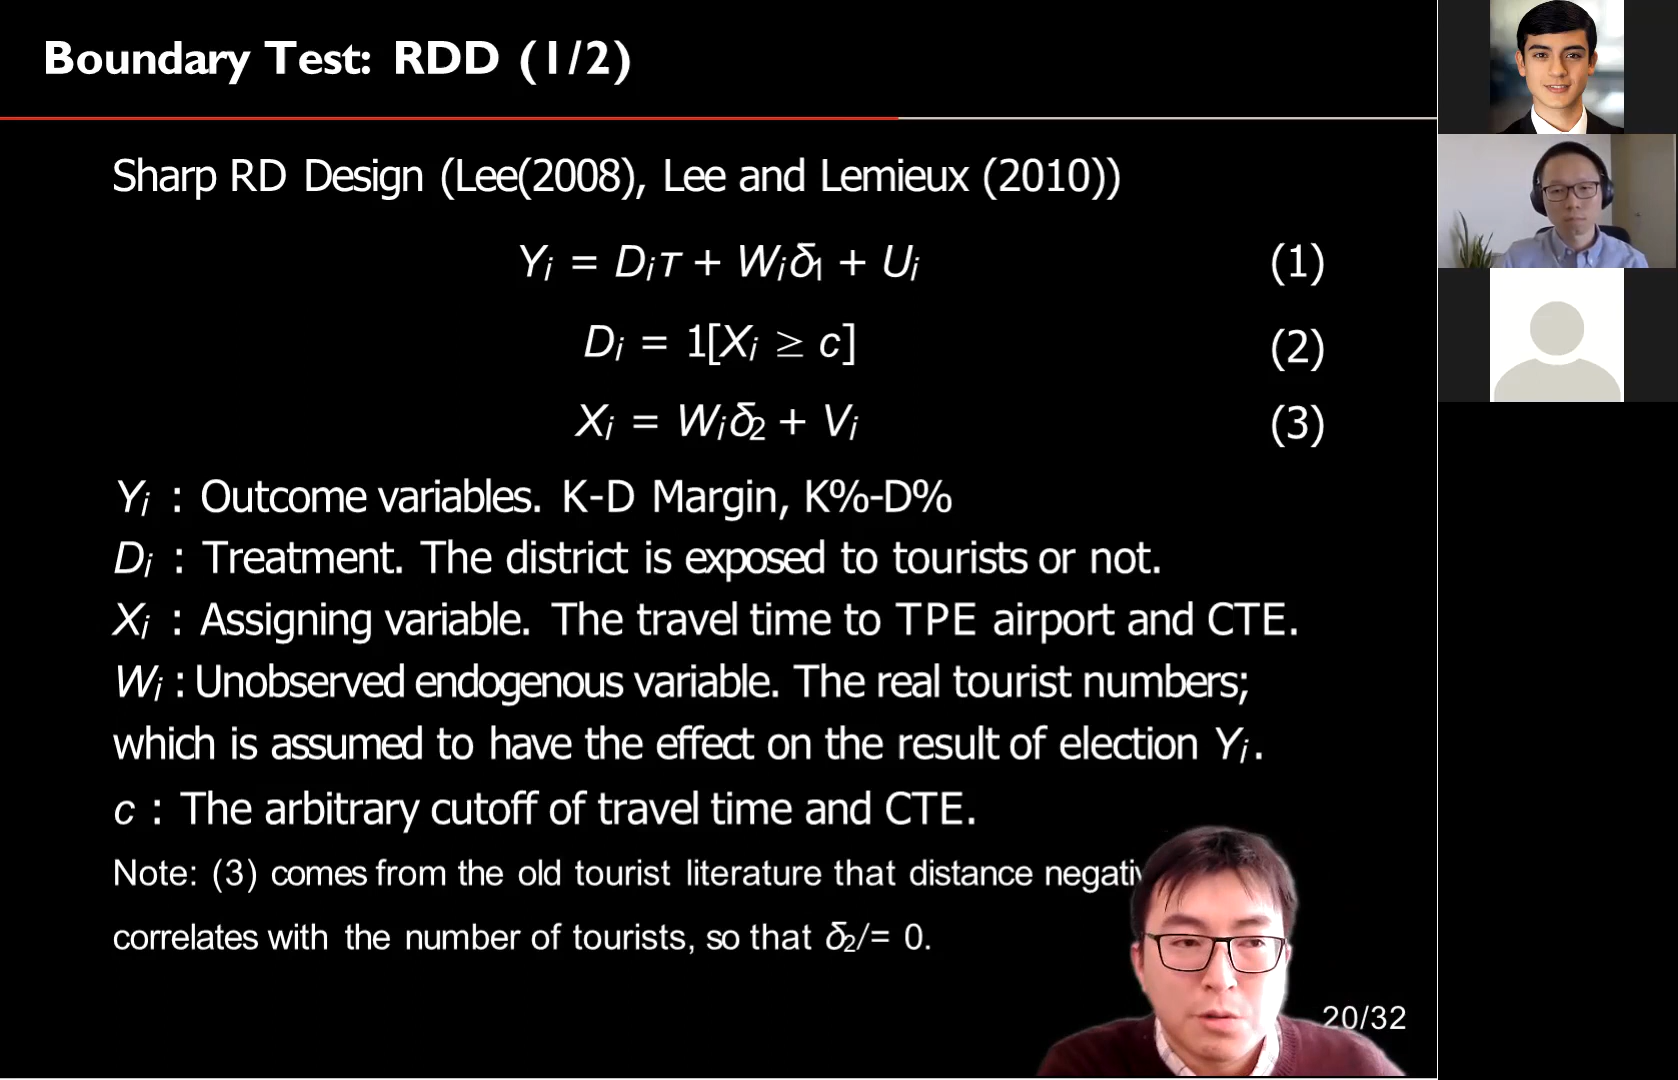 Boundary Test: RDD (1/2)
Sharp RD Design (Lee(2008), Lee and Lemieux (2010))
Yᵢ = Dᵢτ + Wᵢδ₁ + Uᵢ (1)
Dᵢ = 1[Xᵢ ≥ c] (2)
Xᵢ = Wᵢδ₂ + Vᵢ (3)
Yᵢ : Outcome variables. K-D Margin, K%-D%
Dᵢ : Treatment. The district is exposed to tourists or not.
Xᵢ : Assigning variable. The travel time to TPE airport and CTE.
Wᵢ : Unobserved endogenous variable. The real tourist numbers;
which is assumed to have the effect on the result of election Yᵢ.
c : The arbitrary cutoff of travel time and CTE.
Note: (3) comes from the old tourist literature that distance
correlates with the number of tourists, so that δ₂/= 0.
20/32